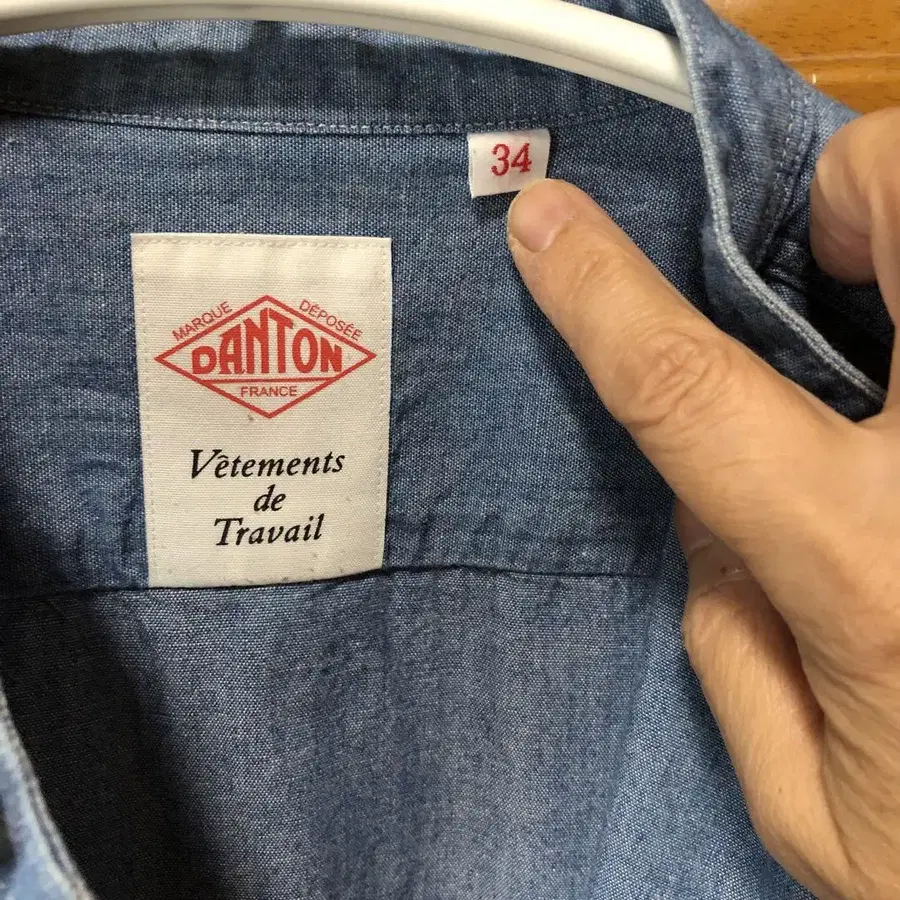 34
MARQUE DÉPOSÉE
DANTON
FRANCE
Vêtements
de
Travail